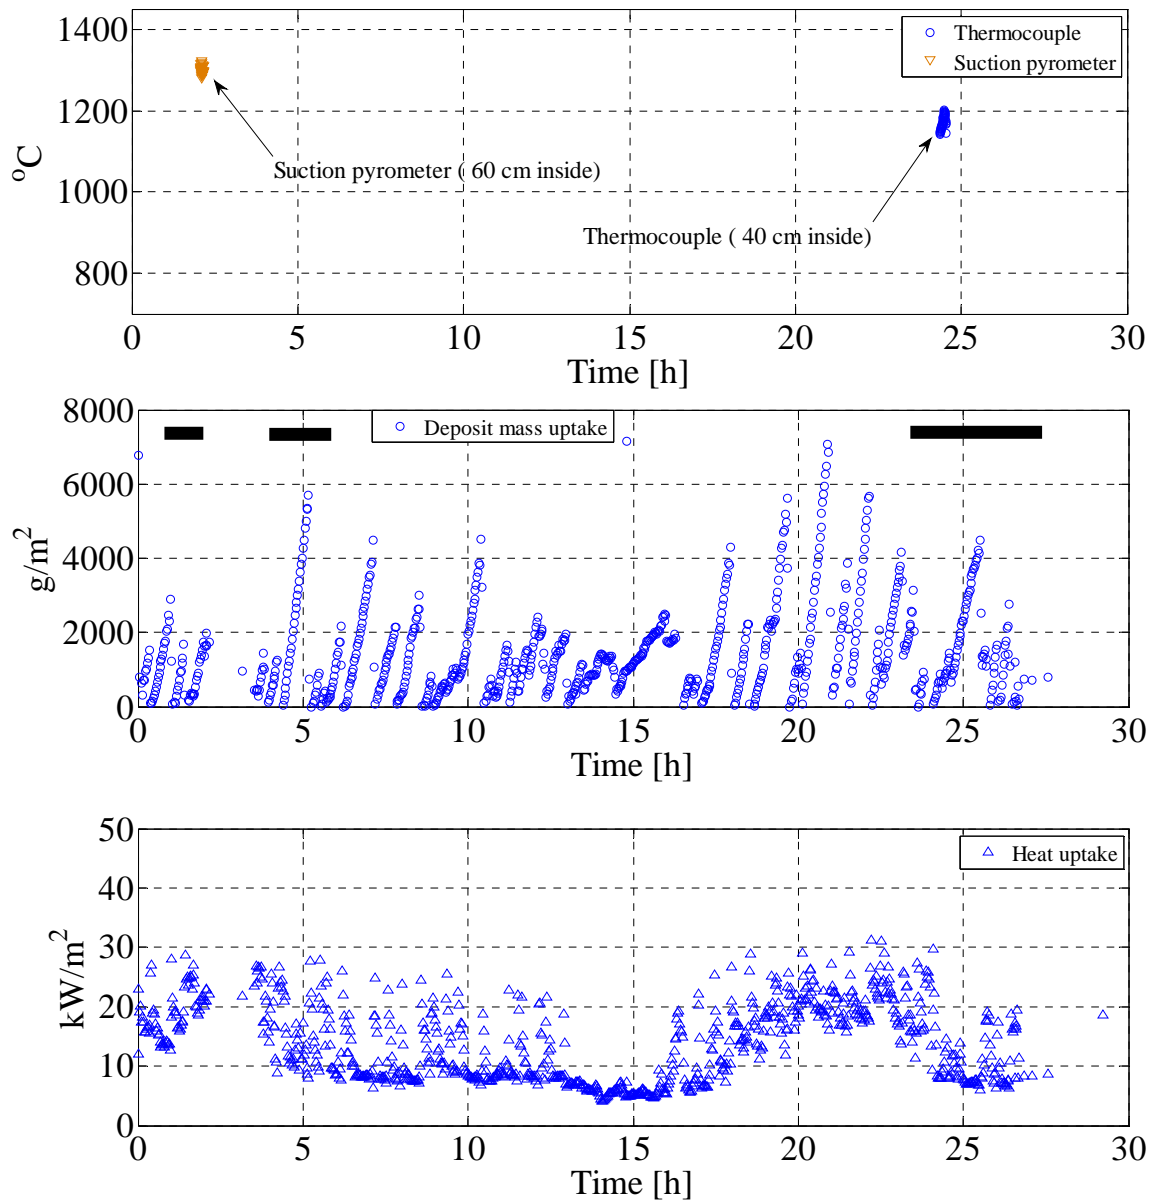 1400
1200
1000
800
ºC
Thermocouple
Suction pyrometer
Suction pyrometer ( 60 cm inside)
Thermocouple ( 40 cm inside)
0 5 10 15 20 25 30
Time [h]
8000
6000
4000
2000
0
g/m²
Deposit mass uptake
0 5 10 15 20 25 30
Time [h]
50
40
30
20
10
0
kW/m²
Heat uptake
0 5 10 15 20 25 30
Time [h]